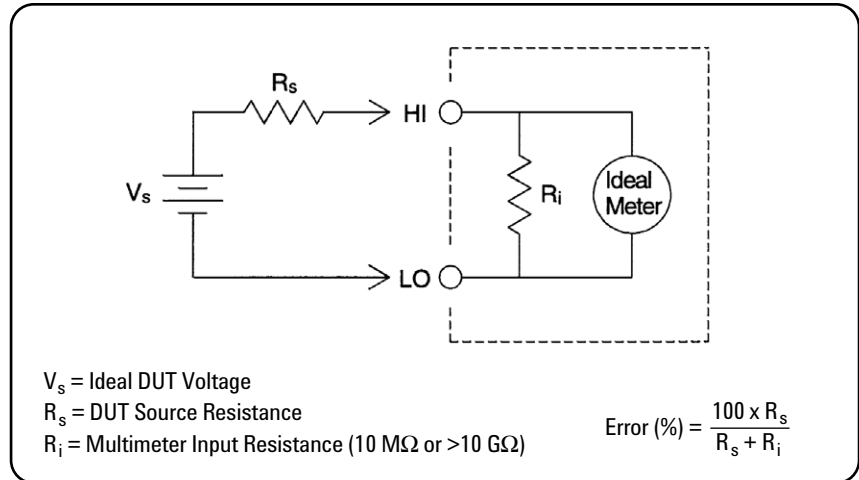 Rs
HI
Vs
Ri
Ideal
Meter
LO
Vs = Ideal DUT Voltage
Rs = DUT Source Resistance
Ri = Multimeter Input Resistance (10 MΩ or >10 GΩ)
Error (%) = 100 x Rs / Rs + Ri